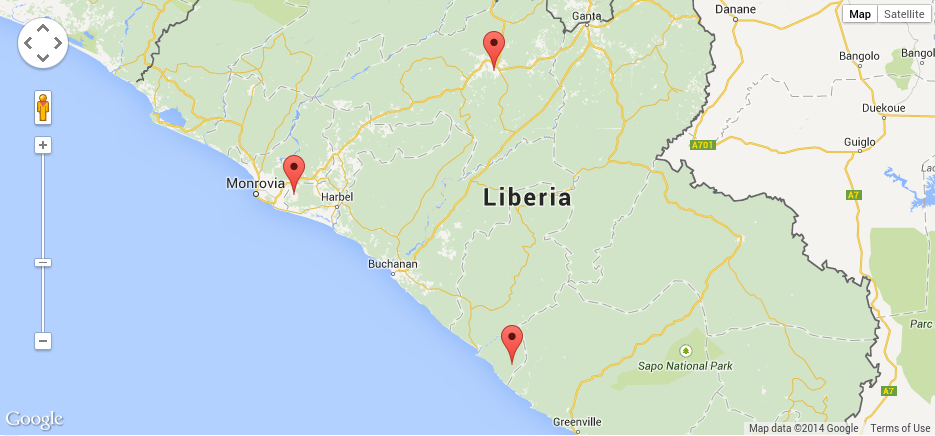 Danane
Ganta
Map
Satellite
Bangolo
Duekoue
A701
Guiglo
Monrovia
Harbel
Liberia
A7
Buchanan
Parc
Sapo National Park
A7
Greenville
Google
Map data ©2014 Google
Terms of Use